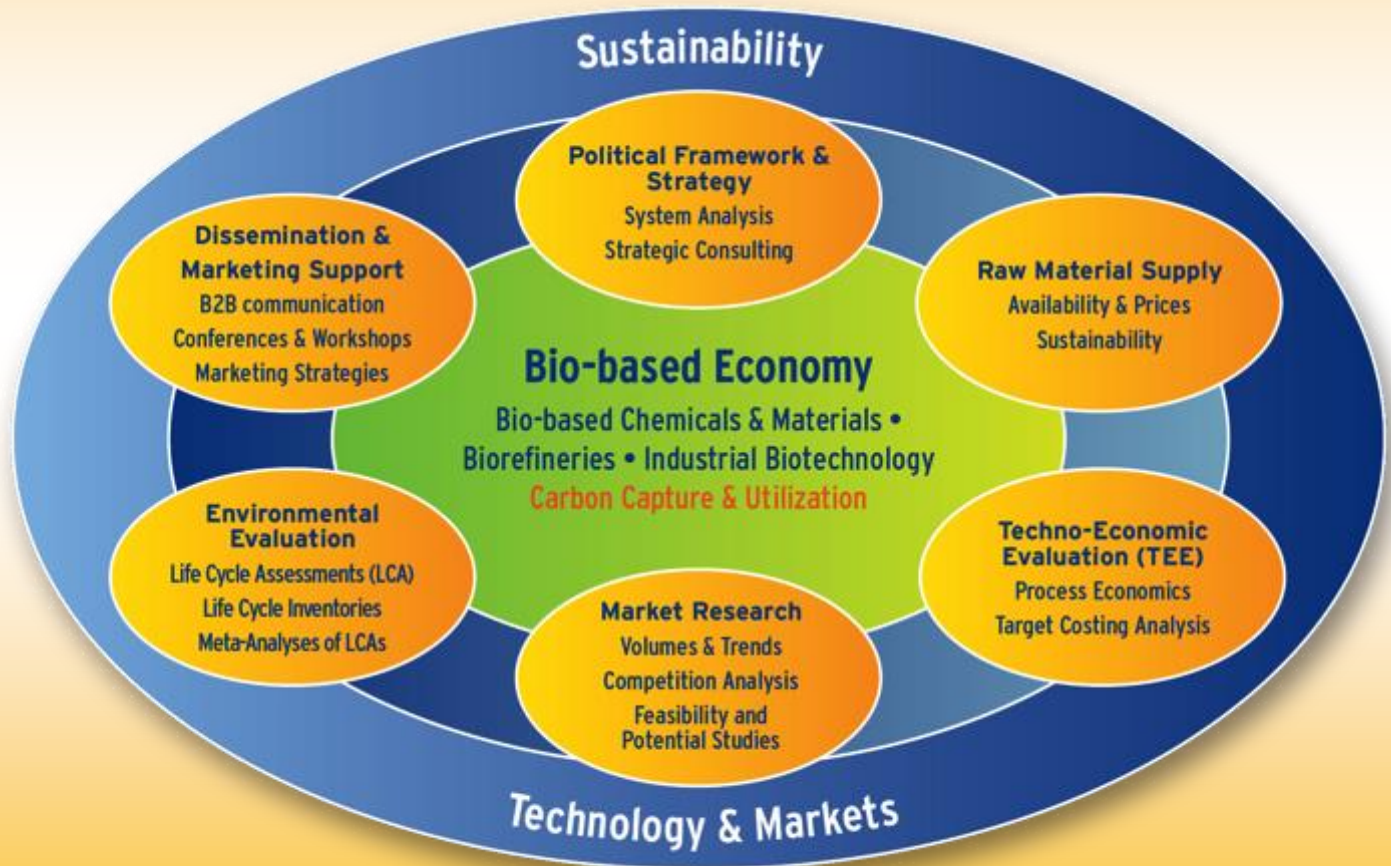 Sustainability
Political Framework &
Strategy
System Analysis
Strategic Consulting
Dissemination &
Marketing Support
B2B communication
Conferences & Workshops
Marketing Strategies
Raw Material Supply
Availability & Prices
Sustainability
Bio-based Economy
Bio-based Chemicals & Materials •
Biorefineries • Industrial Biotechnology
Carbon Capture & Utilization
Environmental
Evaluation
Life Cycle Assessments (LCA)
Life Cycle Inventories
Meta-Analyses of LCAs
Market Research
Volumes & Trends
Competition Analysis
Feasibility and
Potential Studies
Techno-Economic
Evaluation (TEE)
Process Economics
Target Costing Analysis
Technology & Markets